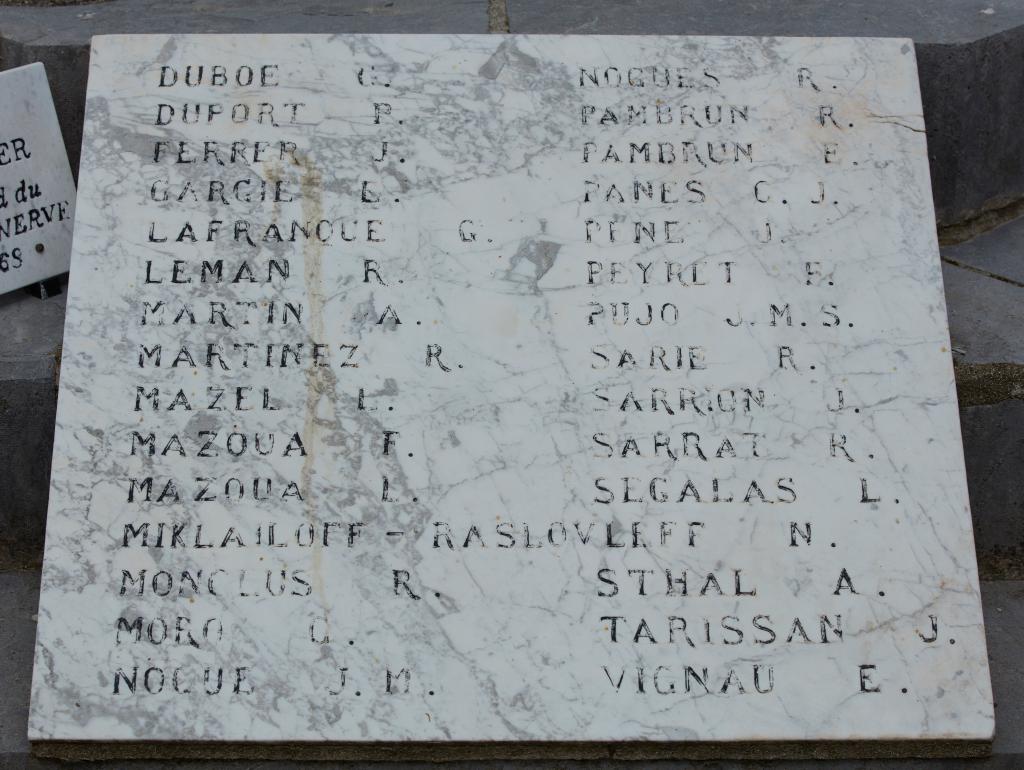 DUBOE G.
DUPORT P.
FERRER J.
GARCIE L.
LAFRANQUE G.
LEMAN R.
MARTIN A.
MARTINEZ R.
MAZEL L.
MAZOUA F.
MAZOUA L.
MIKLAILOFF - RASLOVLEFF N.
MONCLUS R.
MORO G.
NOGUE J. M.
NOGUES R.
PAMBRUN R.
PAMBRUN E.
PANES C. J.
PENE J.
PEYRET F.
PUJO J. M. S.
SARIE R.
SARRION J.
SARRAT R.
SEGALAS L.
STHAL A.
TARISSAN J.
VIGNAU E.
ER
d du
NERVE
68